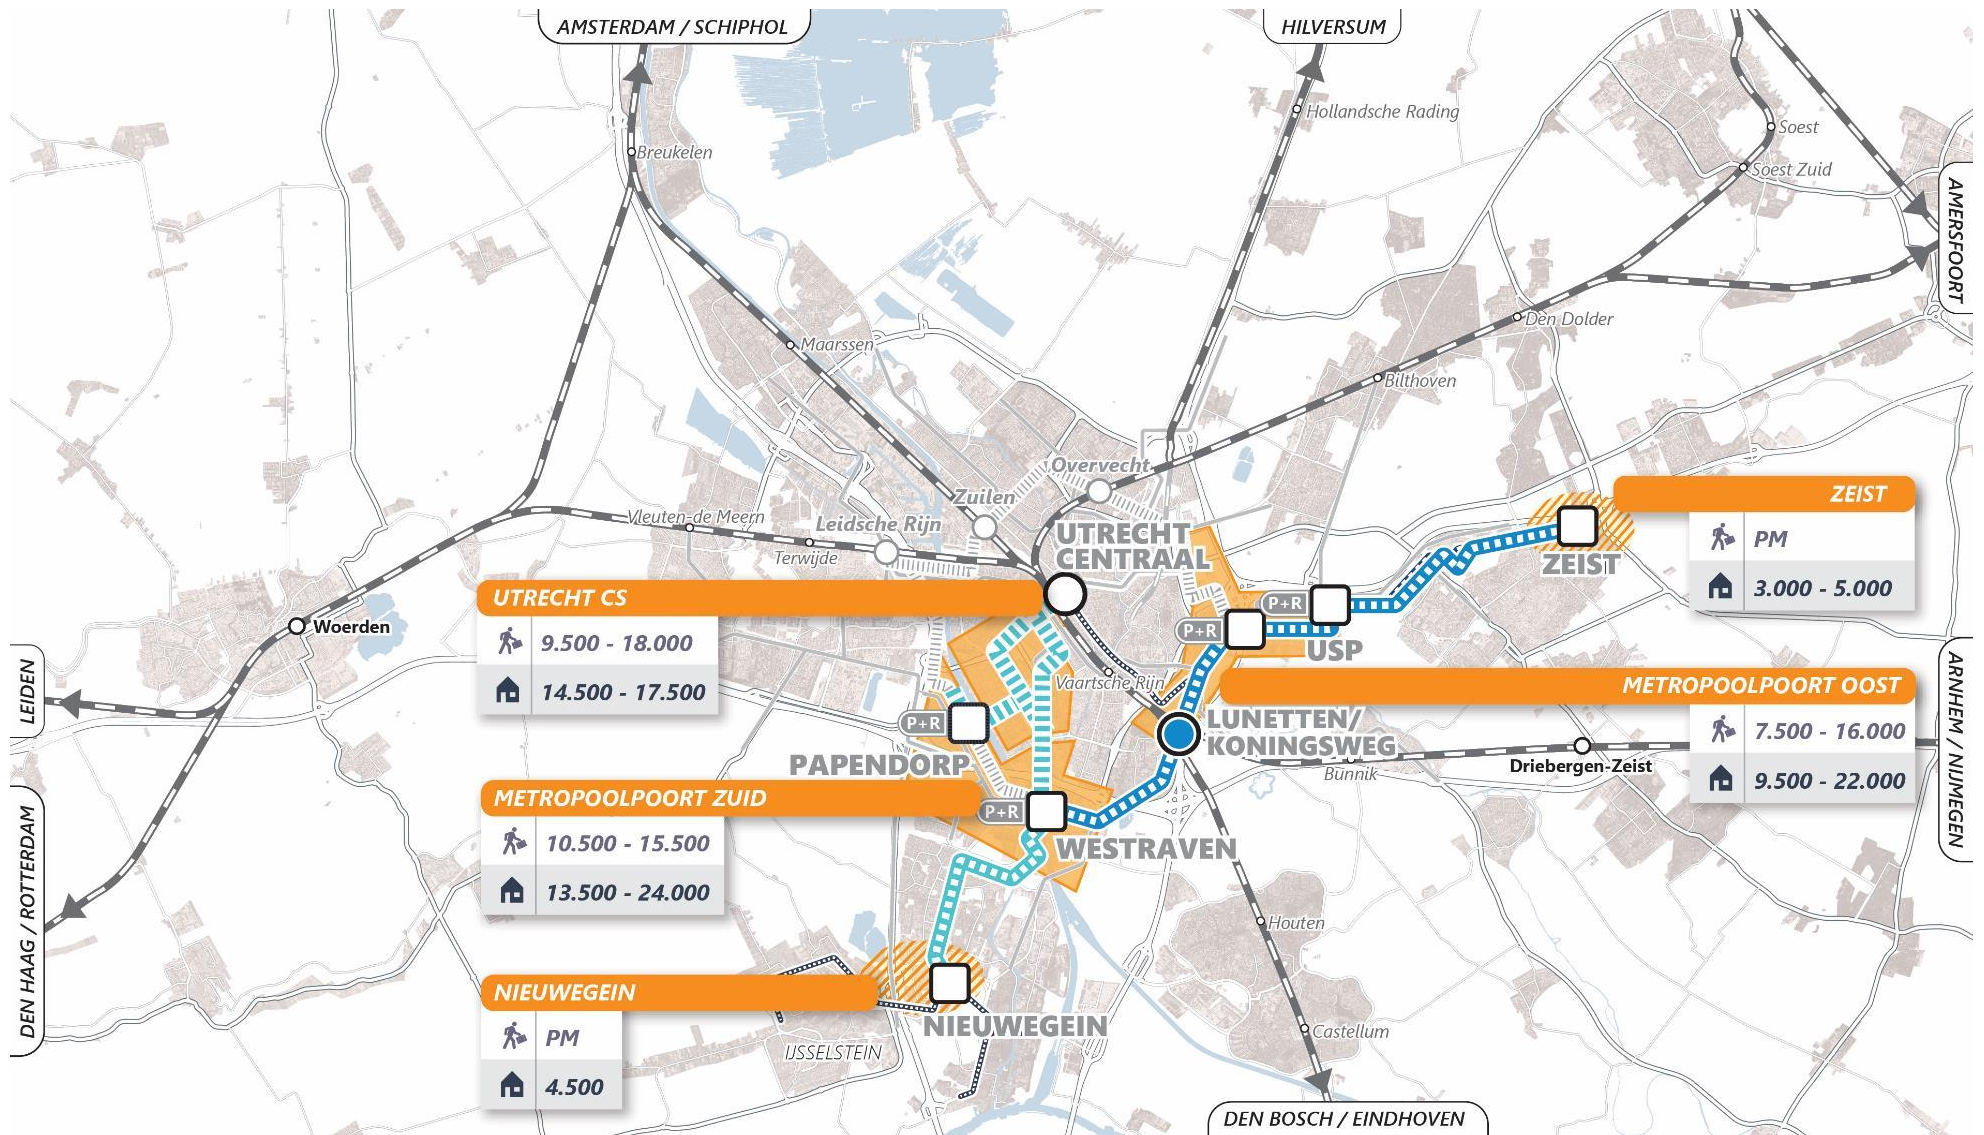 AMSTERDAM / SCHIPHOL
HILVERSUM
Hollandsche Rading
Soest
Breukelen
Soest Zuid
AMERSFOORT
Den Dolder
Maarssen
Bilthoven
Overvecht
Zuilen
ZEIST
Vleuten-de Meern
Leidsche Rijn
UTRECHT
CENTRAAL
PM
Terwijde
ZEIST
3.000 - 5.000
UTRECHT CS
P+R
Woerden
P+R
9.500 - 18.000
USP
LEIDEN
Vaartsche Rijn
METROPOOLPOORT OOST
14.500 - 17.500
P+R
LUNETTEN/
KONINGSWEG
7.500 - 16.000
PAPENDORP
Driebergen-Zeist
Bunnik
9.500 - 22.000
ARNHEM / NIJMEGEN
METROPOOLPOORT ZUID
P+R
10.500 - 15.500
WESTRAVEN
13.500 - 24.000
DEN HAAG / ROTTERDAM
Houten
NIEUWEGEIN
NIEUWEGEIN
Castellum
PM
IJSSELSTEIN
4.500
DEN BOSCH / EINDHOVEN